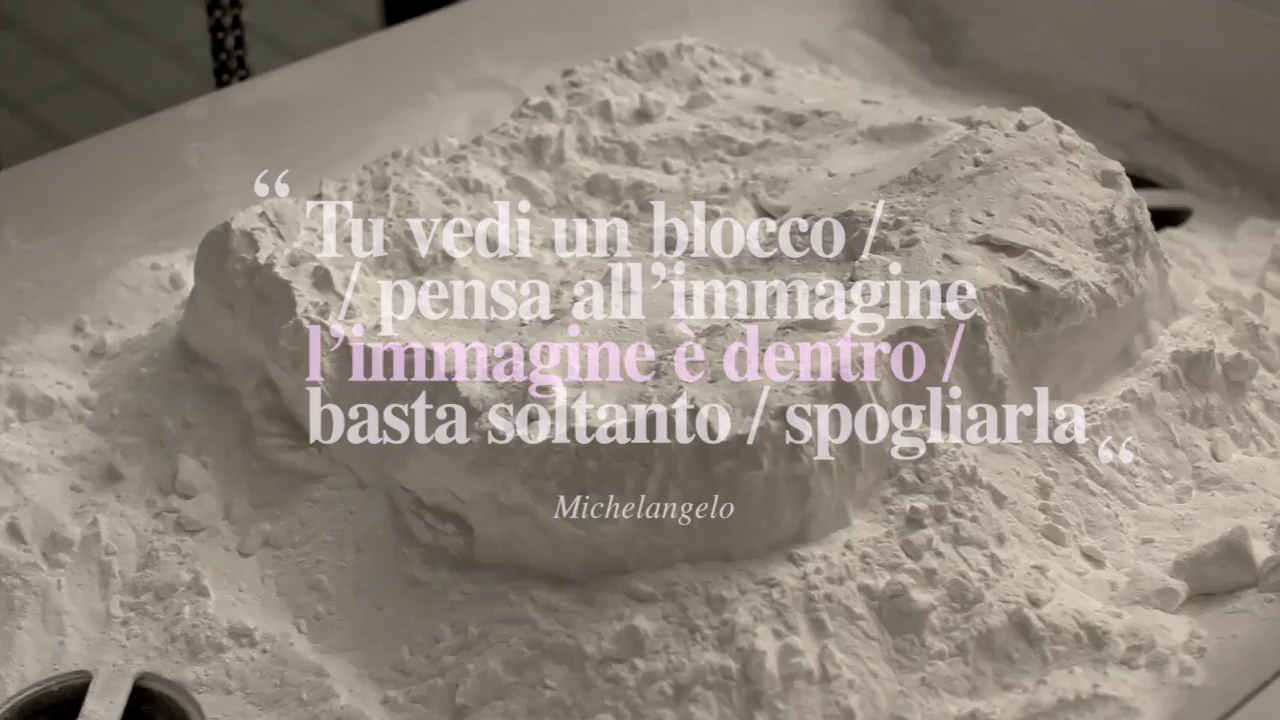 “ Tu vedi un blocco /
/ pensa all’immagine
l’immagine è dentro /
basta soltanto / spogliarla “
Michelangelo